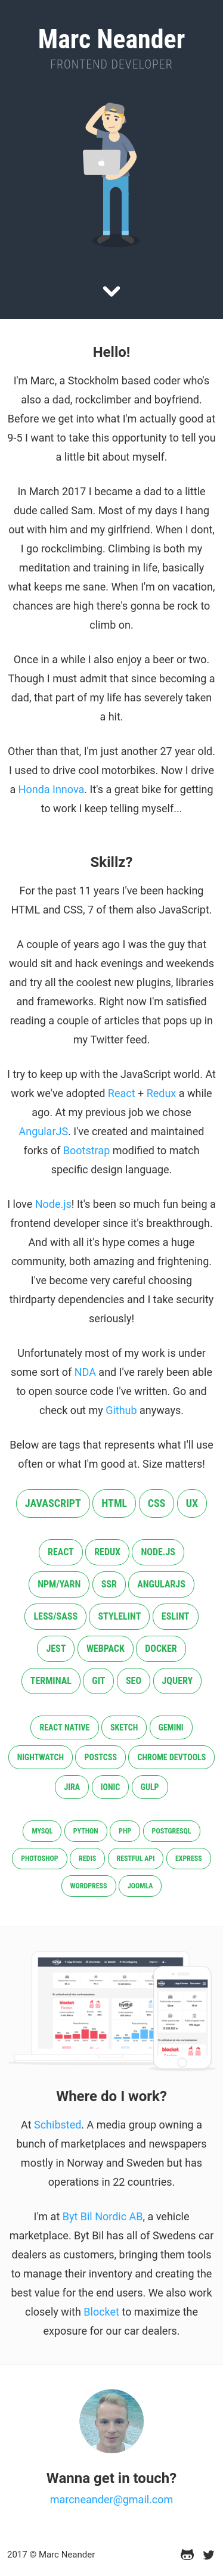 Marc Neander
FRONTEND DEVELOPER
Hello!
I'm Marc, a Stockholm based coder who's
also a dad, rockclimber and boyfriend.
Before we get into what I'm actually good at
9-5 I want to take this opportunity to tell you
a little bit about myself.
In March 2017 I became a dad to a little
dude called Sam. Most of my days I hang
out with him and my girlfriend. When I dont,
I go rockclimbing. Climbing is both my
meditation and training in life, basically
what keeps me sane. When I'm on vacation,
chances are high there's gonna be rock to
climb on.
Once in a while I also enjoy a beer or two.
Though I must admit that since becoming a
dad, that part of my life has severely taken
a hit.
Other than that, I'm just another 27 year old.
I used to drive cool motorbikes. Now I drive
a Honda Innova. It's a great bike for getting
to work I keep telling myself...
Skillz?
For the past 11 years I've been hacking
HTML and CSS, 7 of them also JavaScript.
A couple of years ago I was the guy that
would sit and hack evenings and weekends
and try all the coolest new plugins, libraries
and frameworks. Right now I'm satisfied
reading a couple of articles that pops up in
my Twitter feed.
I try to keep up with the JavaScript world. At
work we've adopted React + Redux a while
ago. At my previous job we chose
AngularJS. I've created and maintained
forks of Bootstrap modified to match
specific design language.
I love Node.js! It's been so much fun being a
frontend developer since it's breakthrough.
And with all it's hype comes a huge
community, both amazing and frightening.
I've become very careful choosing
thirdparty dependencies and I take security
seriously!
Unfortunately most of my work is under
some sort of NDA and I've rarely been able
to open source code I've written. Go and
check out my Github anyways.
Below are tags that represents what I'll use
often or what I'm good at. Size matters!
JAVASCRIPT HTML CSS UX
REACT REDUX NODE.JS
NPM/YARN SSR ANGULARJS
LESS/SASS STYLELINT ESLINT
JEST WEBPACK DOCKER
TERMINAL GIT SEO JQUERY
REACT NATIVE SKETCH GEMINI
NIGHTWATCH POSTCSS CHROME DEVTOOLS
JIRA IONIC GULP
MYSQL PYTHON PHP POSTGRESQL
PHOTOSHOP REDIS RESTFUL API EXPRESS
WORDPRESS JOOMLA
Where do I work?
At Schibsted. A media group owning a
bunch of marketplaces and newspapers
mostly in Norway and Sweden but has
operations in 22 countries.
I'm at Byt Bil Nordic AB, a vehicle
marketplace. Byt Bil has all of Swedens car
dealers as customers, bringing them tools
to manage their inventory and creating the
best value for the end users. We also work
closely with Blocket to maximize the
exposure for our car dealers.
Wanna get in touch?
marcneander@gmail.com
2017 © Marc Neander